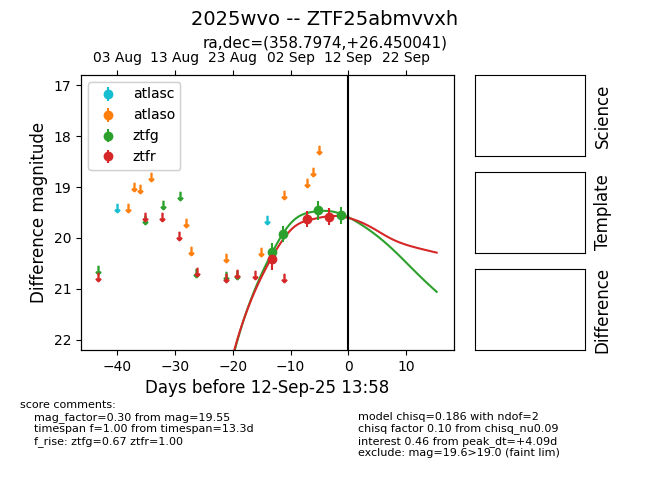 2025wvo -- ZTF25abmvvxh
ra,dec=(358.7974,+26.450041)
03 Aug 13 Aug 23 Aug 02 Sep 12 Sep 22 Sep
17
18
19
20
21
22
Difference magnitude
atlasc
atlaso
ztfg
ztfr
−40 −30 −20 −10 0 10
Days before 12-Sep-25 13:58
Science
Template
Difference
score comments:
mag_factor=0.30 from mag=19.55
timespan f=1.00 from timespan=13.3d
f_rise: ztfg=0.67 ztfr=1.00
model chisq=0.186 with ndof=2
chisq factor 0.10 from chisq_nu0.09
interest 0.46 from peak_dt=+4.09d
exclude: mag=19.6>19.0 (faint lim)